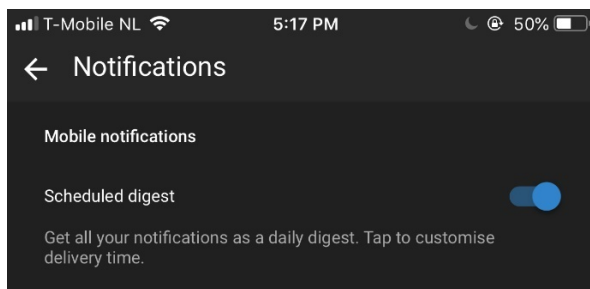 T-Mobile NL 5:17 PM 50%
Notifications
Mobile notifications
Scheduled digest
Get all your notifications as a daily digest. Tap to customise
delivery time.